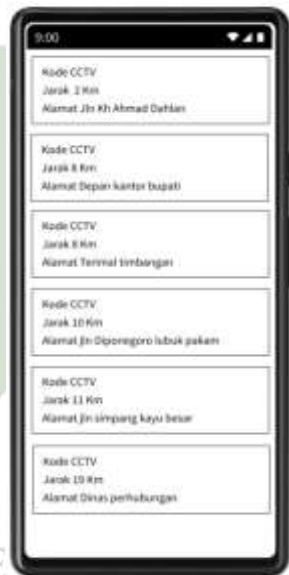 9:00
Kode CCTV
Jarak 2 Km
Alamat Jln Kh Ahmad Dahlan
Kode CCTV
Jarak 8 Km
Alamat Depan kantor bupati
Kode CCTV
Jarak 8 Km
Alamat Terimal timbangan
Kode CCTV
Jarak 10 Km
Alamat Jln Diponegoro lubuk pakam
Kode CCTV
Jarak 11 Km
Alamat jln simpang kayu besar
Kode CCTV
Jarak 19 Km
Alamat Dinas perhubungan